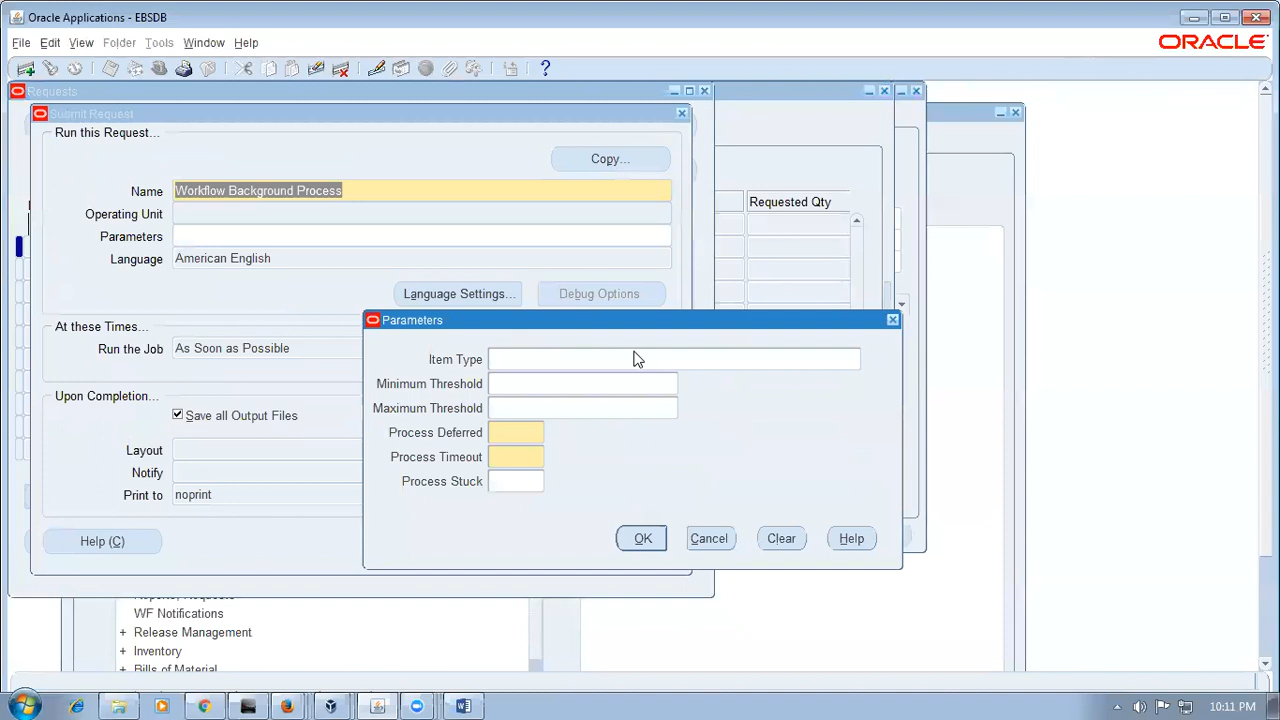 Oracle Applications - EBSDB
File Edit View Folder Tools Window Help
ORACLE
Requests
Submit Request
Run this Request...
Copy...
Name Workflow Background Process
Operating Unit
Parameters
Language American English
Language Settings... Debug Options
At these Times...
Run the Job As Soon as Possible
Upon Completion...
Save all Output Files
Layout
Notify
Print to noprint
Help (C)
Requested Qty
Parameters
Item Type
Minimum Threshold
Maximum Threshold
Process Deferred
Process Timeout
Process Stuck
OK Cancel Clear Help
WF Notifications
+ Release Management
+ Inventory
+ Bills of Material
10:11 PM